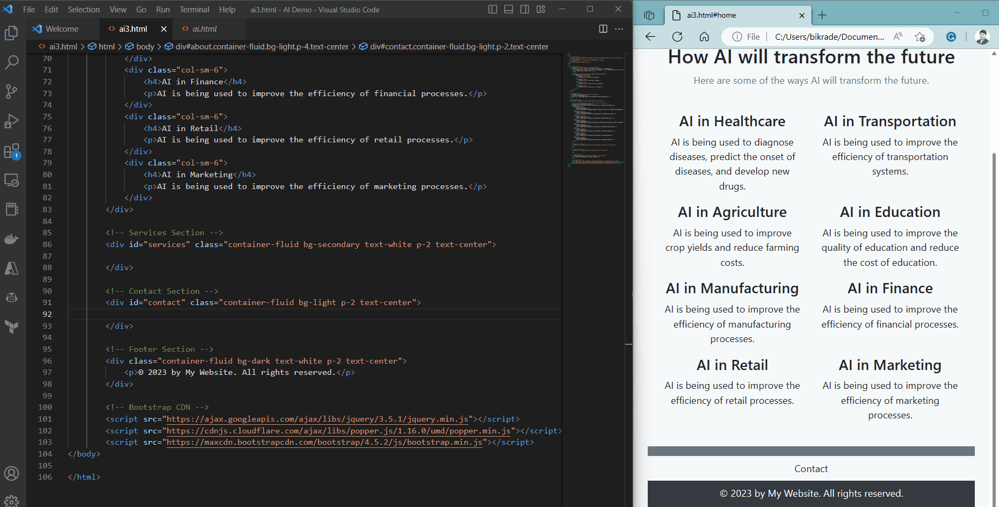 File Edit Selection View Go Run Terminal Help ai3.html - AI Demo - Visual Studio Code
Welcome ai3.html ai.html
ai3.html > html > body > div#about.container-fluid.bg-light.p-4.text-center > div#contact.container-fluid.bg-light.p-2.text-center
1
70 </div>
71 <div class="col-sm-6">
72 <h4>AI in Finance</h4>
73 <p>AI is being used to improve the efficiency of financial processes.</p>
74 </div>
75 <div class="col-sm-6">
76 <h4>AI in Retail</h4>
77 <p>AI is being used to improve the efficiency of retail processes.</p>
78 </div>
79 <div class="col-sm-6">
80 <h4>AI in Marketing</h4>
81 <p>AI is being used to improve the efficiency of marketing processes.</p>
82 </div>
83 </div>
84
85 <!-- Services Section -->
86 <div id="services" class="container-fluid bg-secondary text-white p-2 text-center">
87
88 </div>
89
90 <!-- Contact Section -->
91 <div id="contact" class="container-fluid bg-light p-2 text-center">
92
93 </div>
94
95 <!-- Footer Section -->
96 <div class="container-fluid bg-dark text-white p-2 text-center">
97 <p>© 2023 by My Website. All rights reserved.</p>
98 </div>
99
100 <!-- Bootstrap CDN -->
101 <script src="https://ajax.googleapis.com/ajax/libs/jquery/3.5.1/jquery.min.js"></script>
102 <script src="https://cdnjs.cloudflare.com/ajax/libs/popper.js/1.16.0/umd/popper.min.js"></script>
103 <script src="https://maxcdn.bootstrapcdn.com/bootstrap/4.5.2/js/bootstrap.min.js"></script>
104 </body>
105
106 </html>
ai3.html#home
File C:/Users/bikrade/Documen...
How AI will transform the future
Here are some of the ways AI will transform the future.
AI in Healthcare
AI is being used to diagnose
diseases, predict the onset of
diseases, and develop new
drugs.
AI in Transportation
AI is being used to improve the
efficiency of transportation
systems.
AI in Agriculture
AI is being used to improve
crop yields and reduce farming
costs.
AI in Education
AI is being used to improve the
quality of education and reduce
the cost of education.
AI in Manufacturing
AI is being used to improve the
efficiency of manufacturing
processes.
AI in Finance
AI is being used to improve the
efficiency of financial processes.
AI in Retail
AI is being used to improve the
efficiency of retail processes.
AI in Marketing
AI is being used to improve the
efficiency of marketing
processes.
Contact
© 2023 by My Website. All rights reserved.